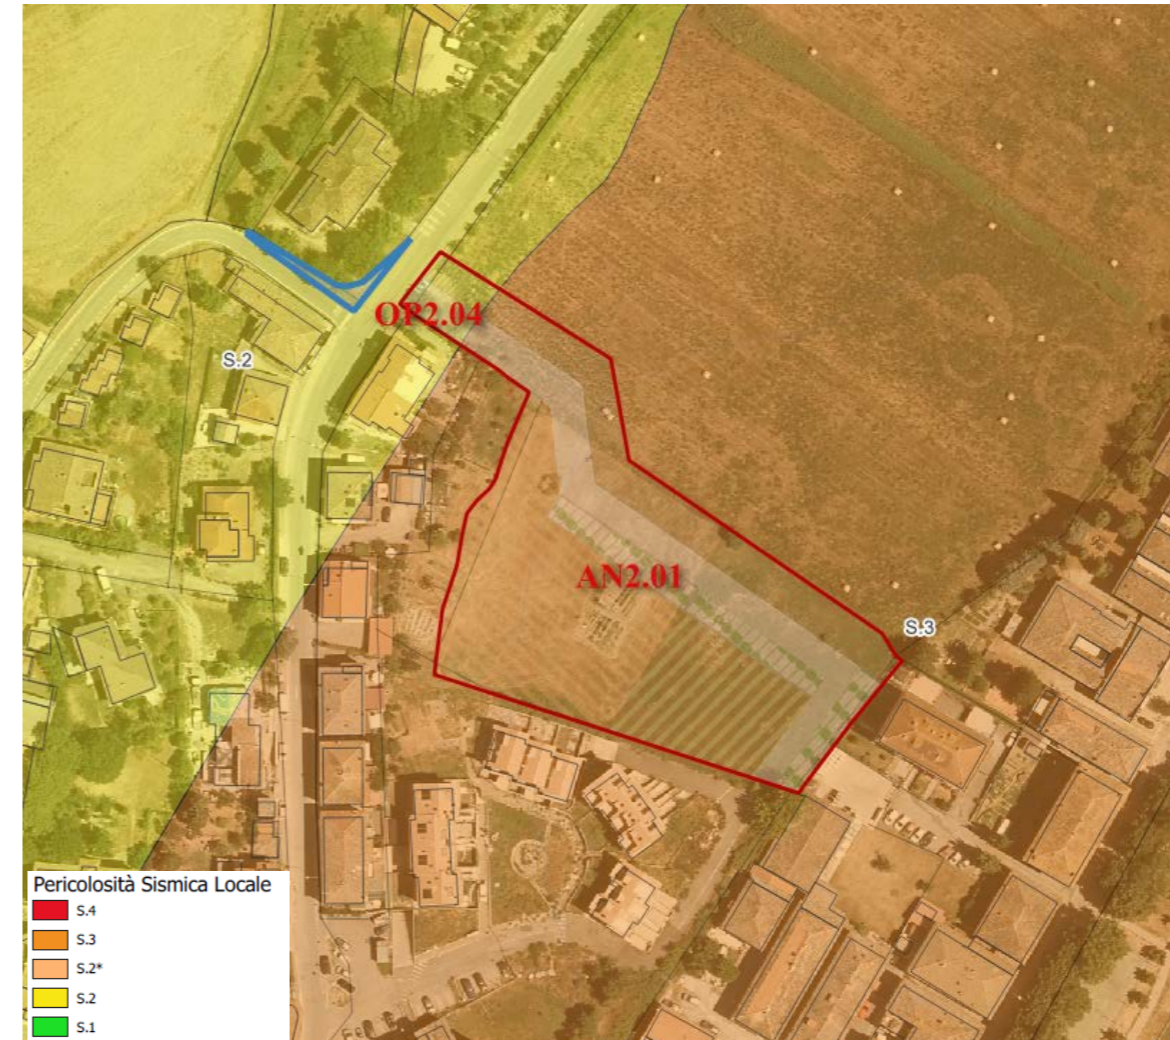 OP2.04
S.2
AN2.01
S.3
Pericolosità Sismica Locale
S.4
S.3
S.2*
S.2
S.1